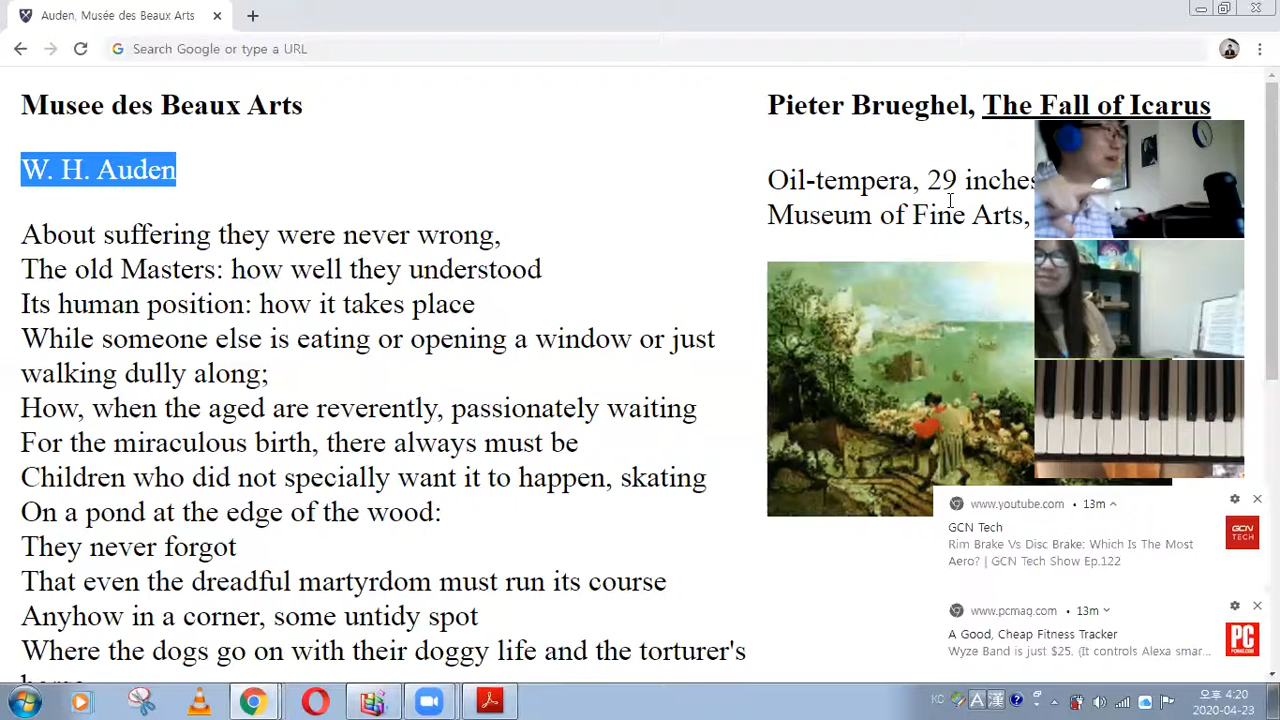 Auden, Musée des Beaux Arts
Search Google or type a URL
Musee des Beaux Arts
W. H. Auden
About suffering they were never wrong,
The old Masters: how well they understood
Its human position: how it takes place
While someone else is eating or opening a window or just
walking dully along;
How, when the aged are reverently, passionately waiting
For the miraculous birth, there always must be
Children who did not specially want it to happen, skating
On a pond at the edge of the wood:
They never forgot
That even the dreadful martyrdom must run its course
Anyhow in a corner, some untidy spot
Where the dogs go on with their doggy life and the torturer's
Pieter Brueghel, The Fall of Icarus
Oil-tempera, 29 inches
Museum of Fine Arts,
www.youtube.com • 13m
GCN Tech
Rim Brake Vs Disc Brake: Which Is The Most
Aero? | GCN Tech Show Ep.122
GCN
TECH
www.pcmag.com • 13m
A Good, Cheap Fitness Tracker
Wyze Band is just $25. (It controls Alexa smar...
PC
KC A 漢
오후 4:20
2020-04-23